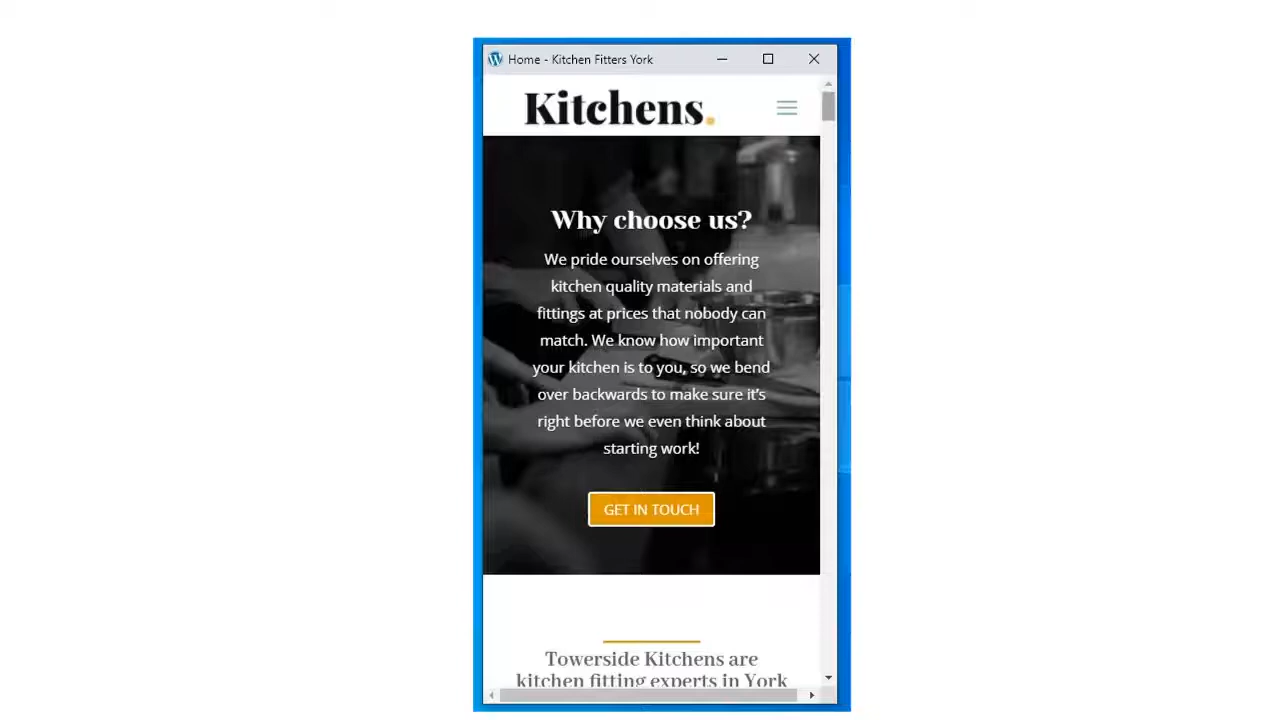 Home - Kitchen Fitters York
Kitchens.
Why choose us?
We pride ourselves on offering
kitchen quality materials and
fittings at prices that nobody can
match. We know how important
your kitchen is to you, so we bend
over backwards to make sure it's
right before we even think about
starting work!
GET IN TOUCH
Towerside Kitchens are
kitchen fitting experts in York